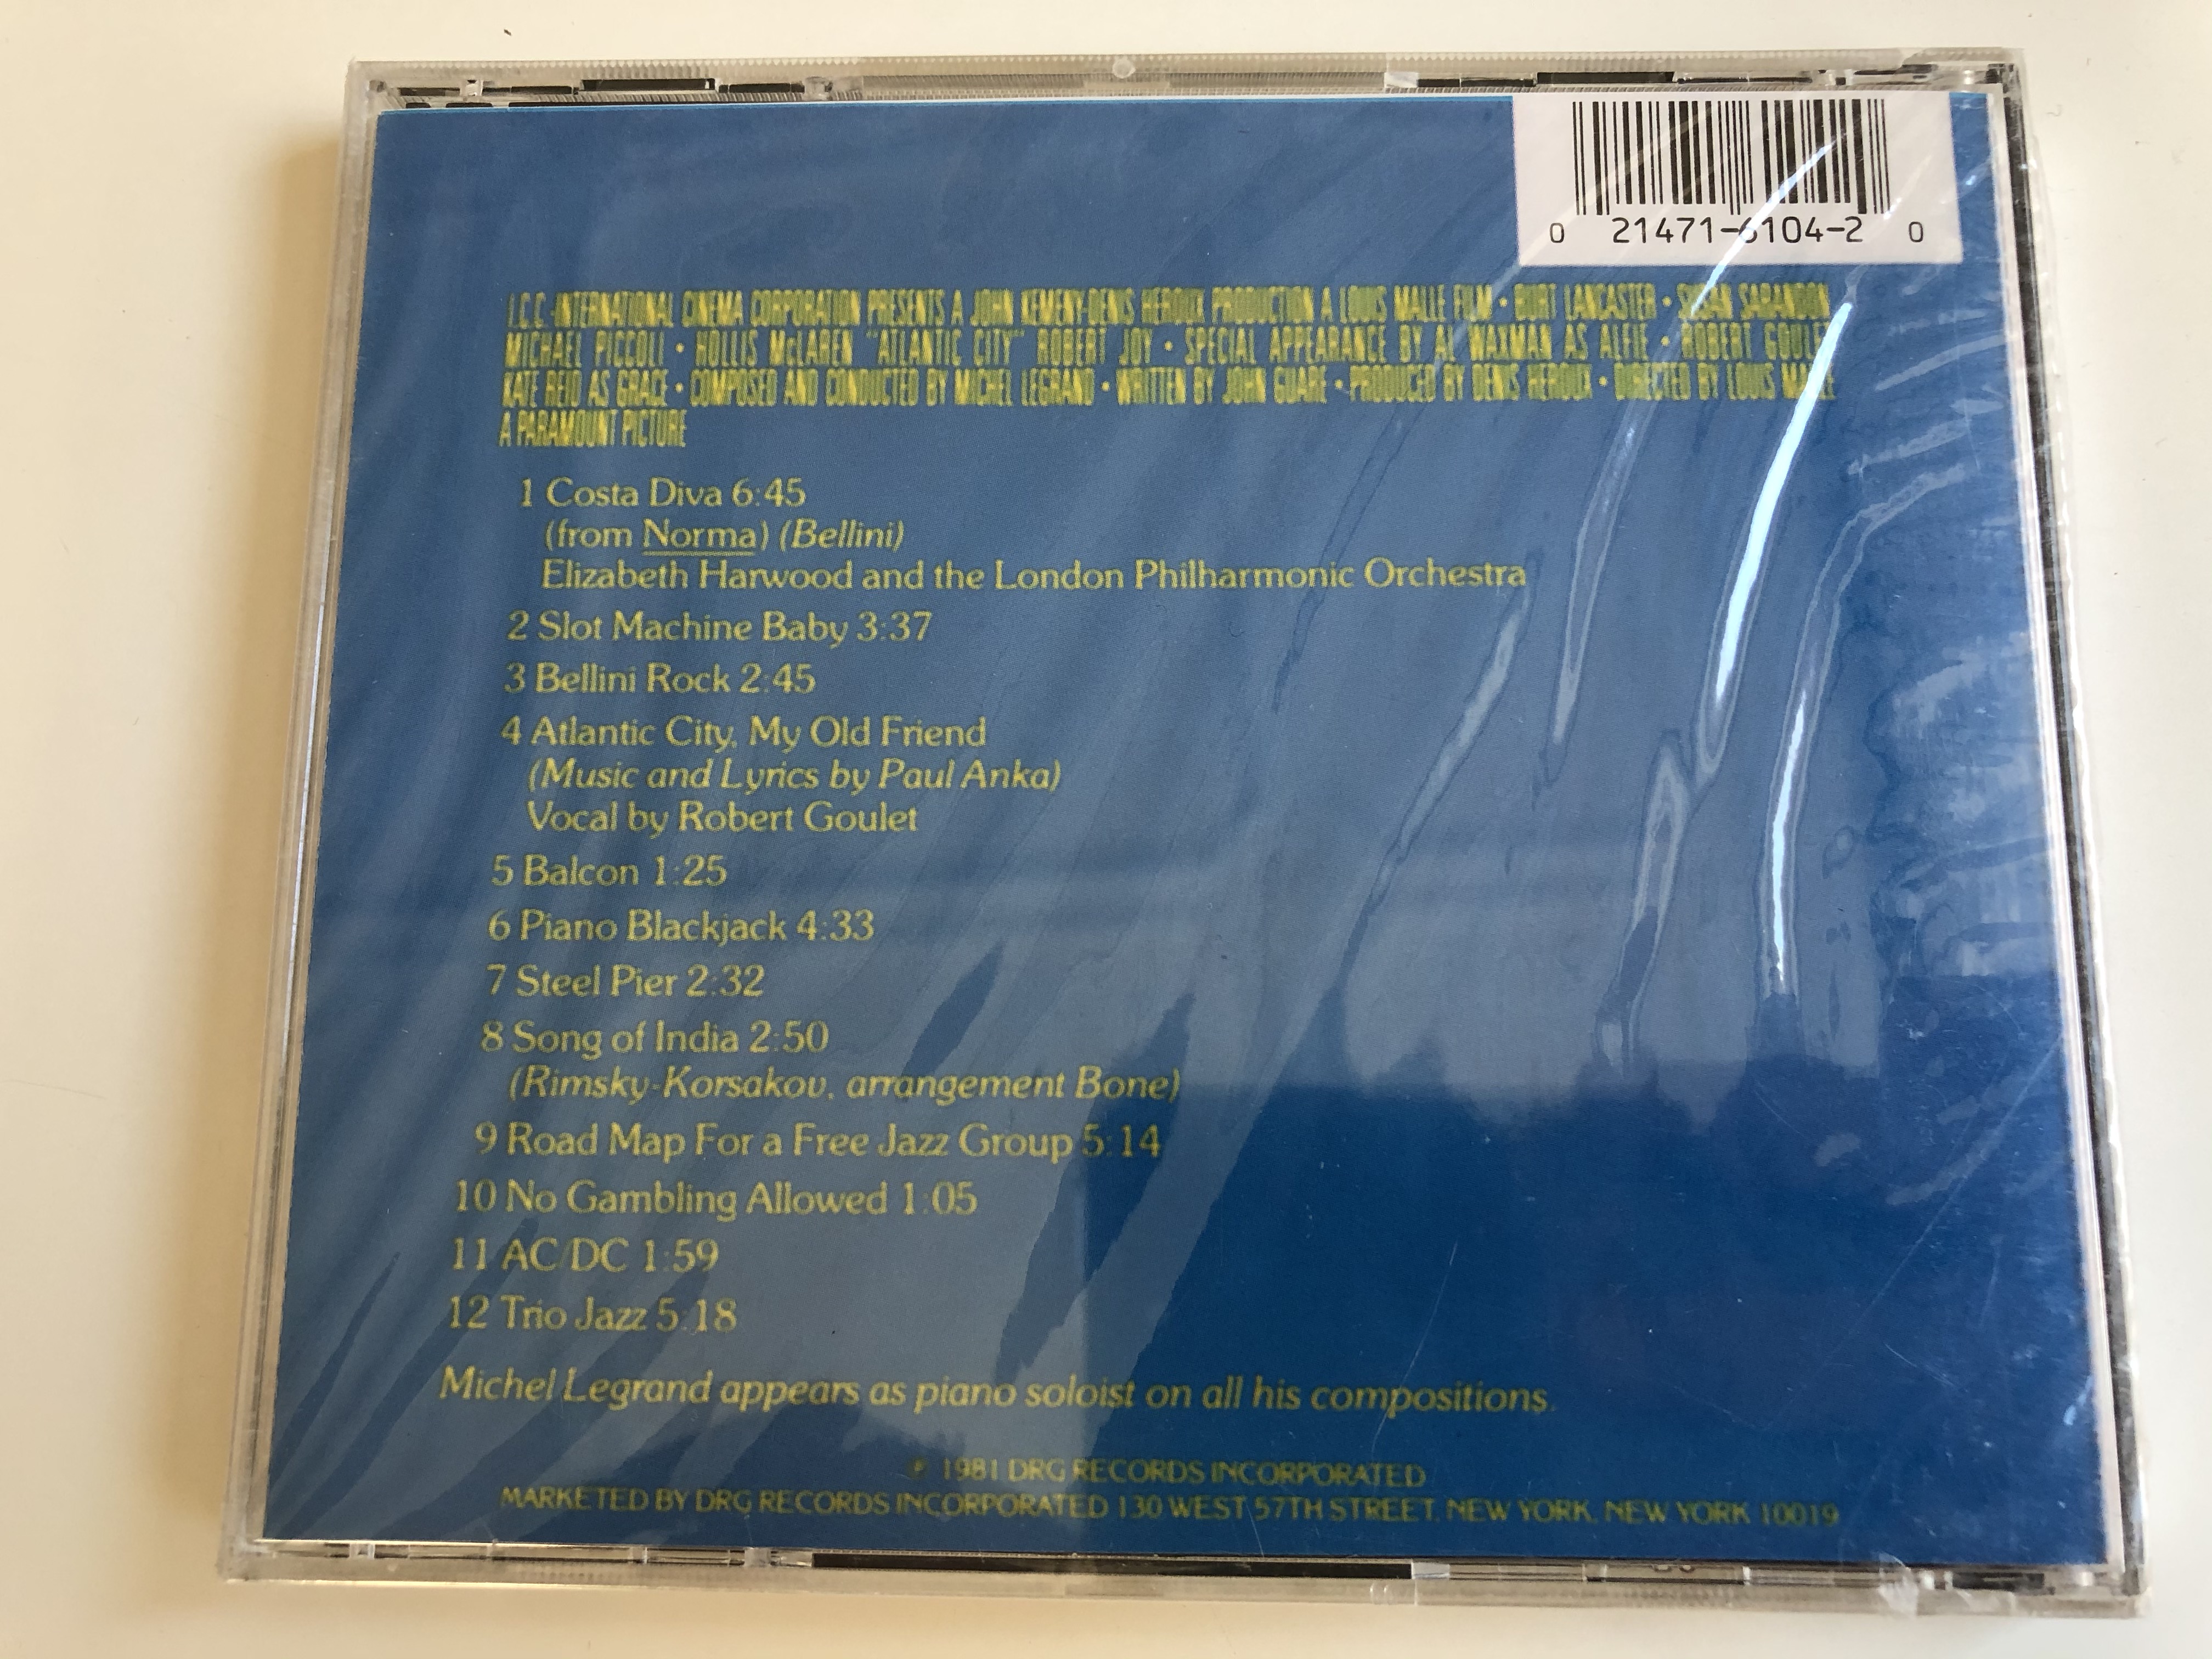 0 21471-6104-2 0
I.C.C.-INTERNATIONAL CINEMA CORPORATION PRESENTS A JOHN KEMENY-DENIS HEROUX PRODUCTION A LOUIS MALLE FILM • BURT LANCASTER • SUSAN SARANDON
MICHAEL PICCOLI • HOLLIS McLAREN "ATLANTIC CITY" ROBERT JOY • SPECIAL APPEARANCE BY AL WAXMAN AS ALFIE • ROBERT GOULET
KATE REID AS GRACE • COMPOSED AND CONDUCTED BY MICHEL LEGRAND • WRITTEN BY JOHN GUARE • PRODUCED BY DENIS HEROUX • DIRECTED BY LOUIS MALLE
A PARAMOUNT PICTURE
1 Costa Diva 6:45
(from Norma) (Bellini)
Elizabeth Harwood and the London Philharmonic Orchestra
2 Slot Machine Baby 3:37
3 Bellini Rock 2:45
4 Atlantic City, My Old Friend
(Music and Lyrics by Paul Anka)
Vocal by Robert Goulet
5 Balcon 1:25
6 Piano Blackjack 4:33
7 Steel Pier 2:32
8 Song of India 2:50
(Rimsky-Korsakov, arrangement Bone)
9 Road Map For a Free Jazz Group 5:14
10 No Gambling Allowed 1:05
11 AC/DC 1:59
12 Trio Jazz 5:18
Michel Legrand appears as piano soloist on all his compositions.
℗ 1981 DRG RECORDS INCORPORATED
MARKETED BY DRG RECORDS INCORPORATED 130 WEST 57TH STREET, NEW YORK, NEW YORK 10019